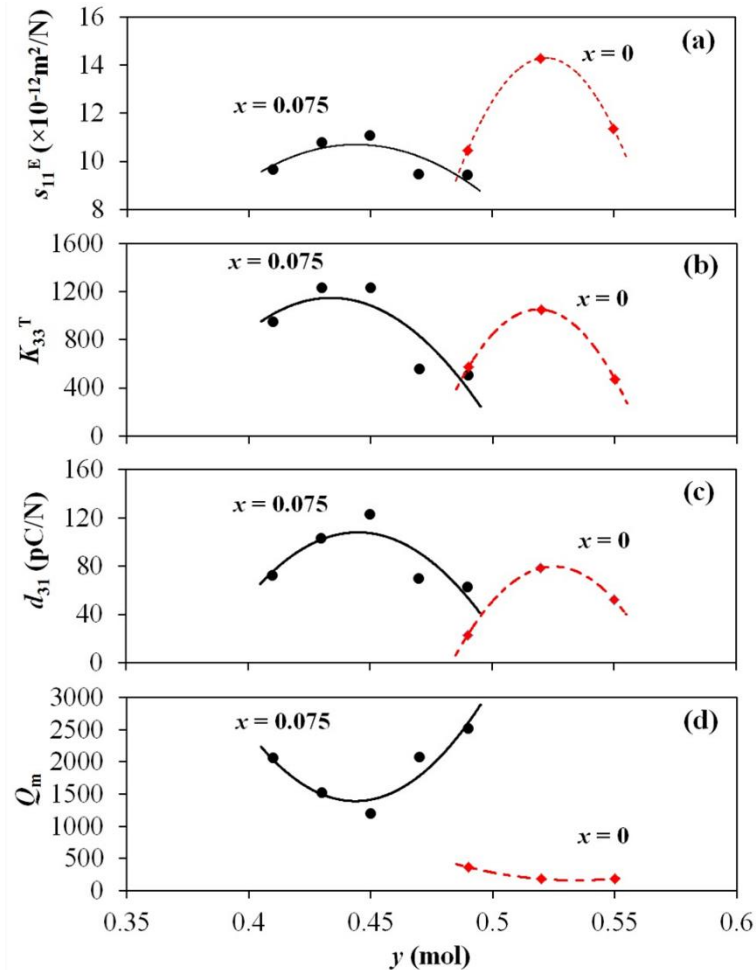 16
14
12
10
8
s₁₁ᴱ (×10⁻¹²m²/N)
(a)
x = 0
x = 0.075
1600
1200
800
400
0
K₃₃ᵀ
(b)
x = 0.075
x = 0
160
120
80
40
0
d₃₁ (pC/N)
(c)
x = 0.075
x = 0
3000
2500
2000
1500
1000
500
0
Qₘ
(d)
x = 0.075
x = 0
0.35 0.4 0.45 0.5 0.55 0.6
y (mol)